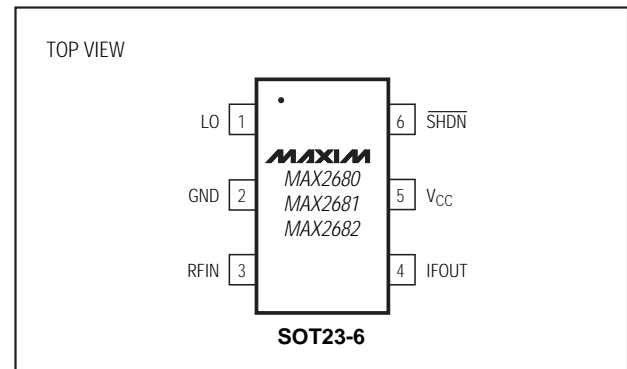 TOP VIEW
LO 1
6 S̅H̅D̅N̅
MAXIM
MAX2680
GND 2
MAX2681
5 VCC
MAX2682
RFIN 3
4 IFOUT
SOT23-6